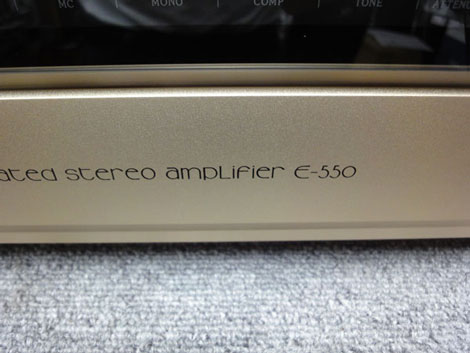 MC MONO COMP TONE
ated stereo amplifier E-550